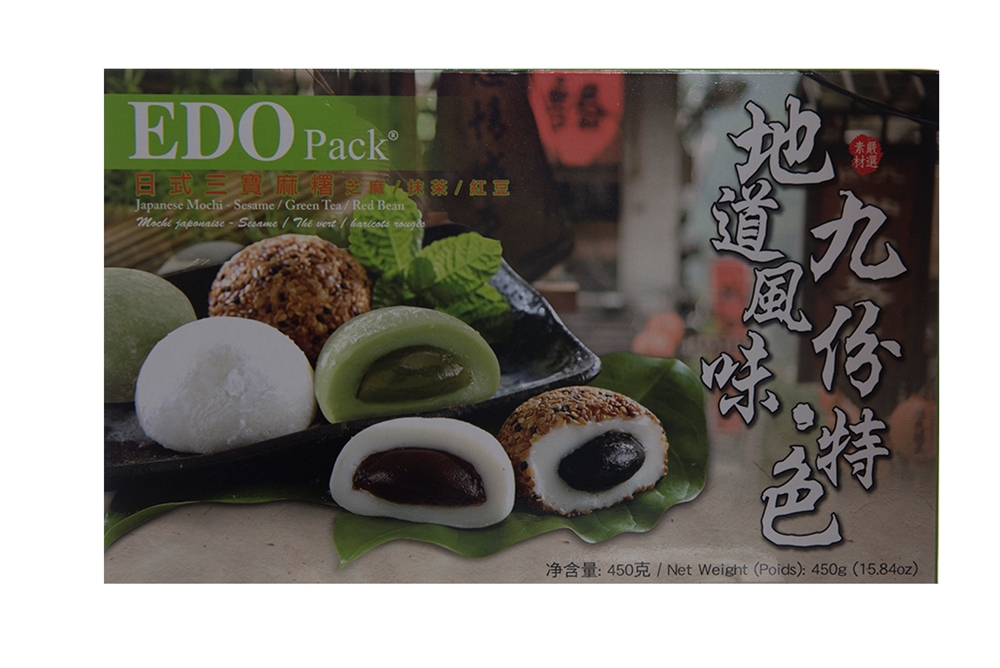 EDO Pack®
日式三寶麻糬 芝麻/抹茶/紅豆
Japanese Mochi - Sesame / Green Tea / Red Bean
Mochi japonaise - Sesame / Thé vert / haricots rouges
嚴選
素材
九份特色
地道風味
净含量: 450克 / Net Weight (Poids): 450g (15.84oz)